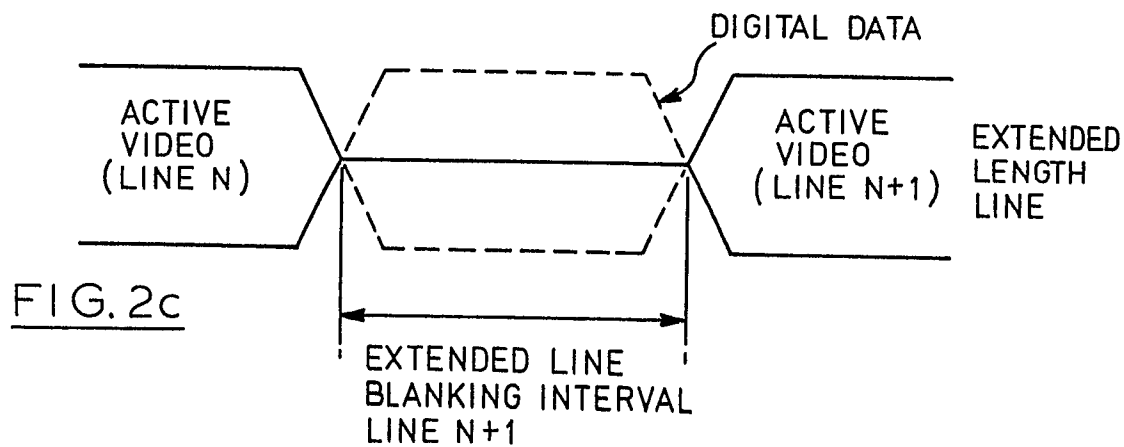 DIGITAL DATA
ACTIVE
VIDEO
(LINE N)
ACTIVE
VIDEO
(LINE N+1)
EXTENDED
LENGTH
LINE
FIG.2c
EXTENDED LINE
BLANKING INTERVAL
LINE N+1